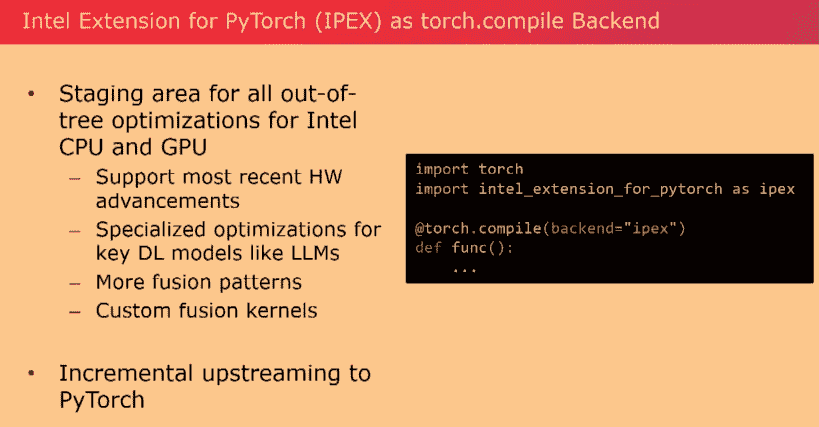 Intel Extension for PyTorch (IPEX) as torch.compile Backend
• Staging area for all out-of-
tree optimizations for Intel
CPU and GPU
– Support most recent HW
advancements
– Specialized optimizations for
key DL models like LLMs
– More fusion patterns
– Custom fusion kernels
• Incremental upstreaming to
PyTorch
import torch
import intel_extension_for_pytorch as ipex
@torch.compile(backend="ipex")
def func():
...